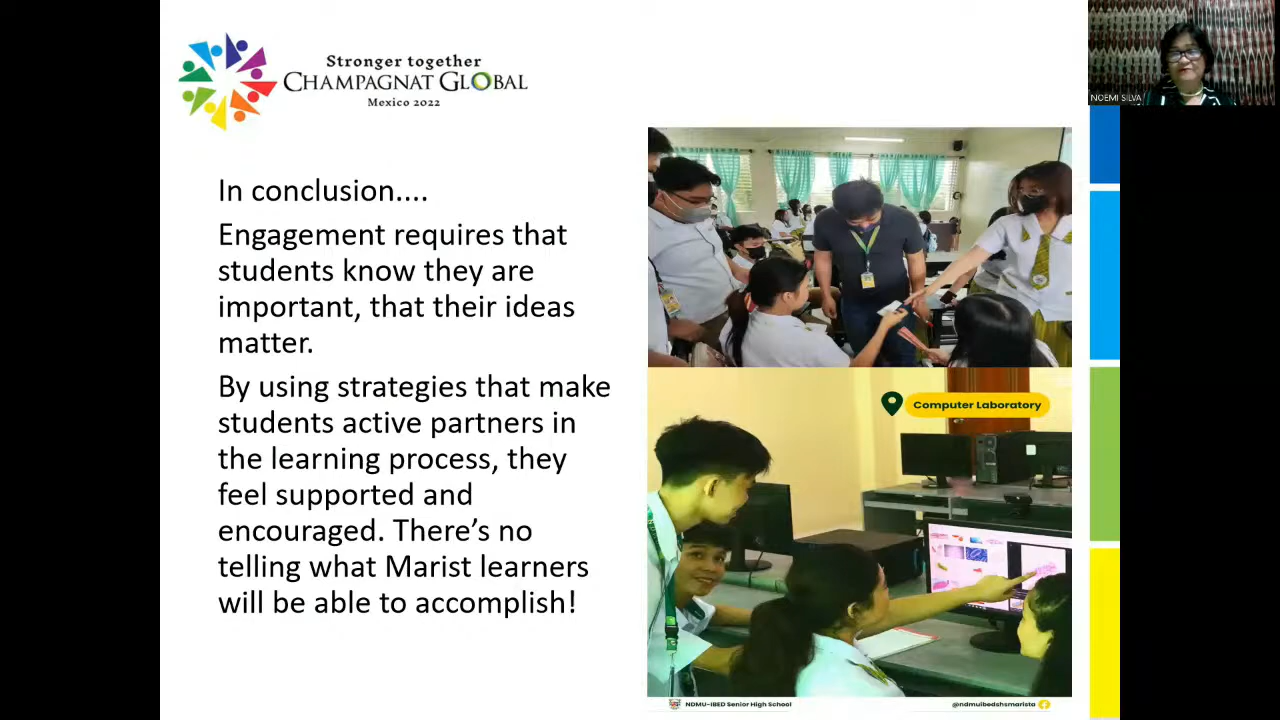 Stronger together
CHAMPAGNAT GLOBAL
Mexico 2022
NOEMI SILVA
In conclusion....
Engagement requires that
students know they are
important, that their ideas
matter.
By using strategies that make
students active partners in
the learning process, they
feel supported and
encouraged. There's no
telling what Marist learners
will be able to accomplish!
Computer Laboratory
NDMU-IBED Senior High School
@ndmuibedshsmarista